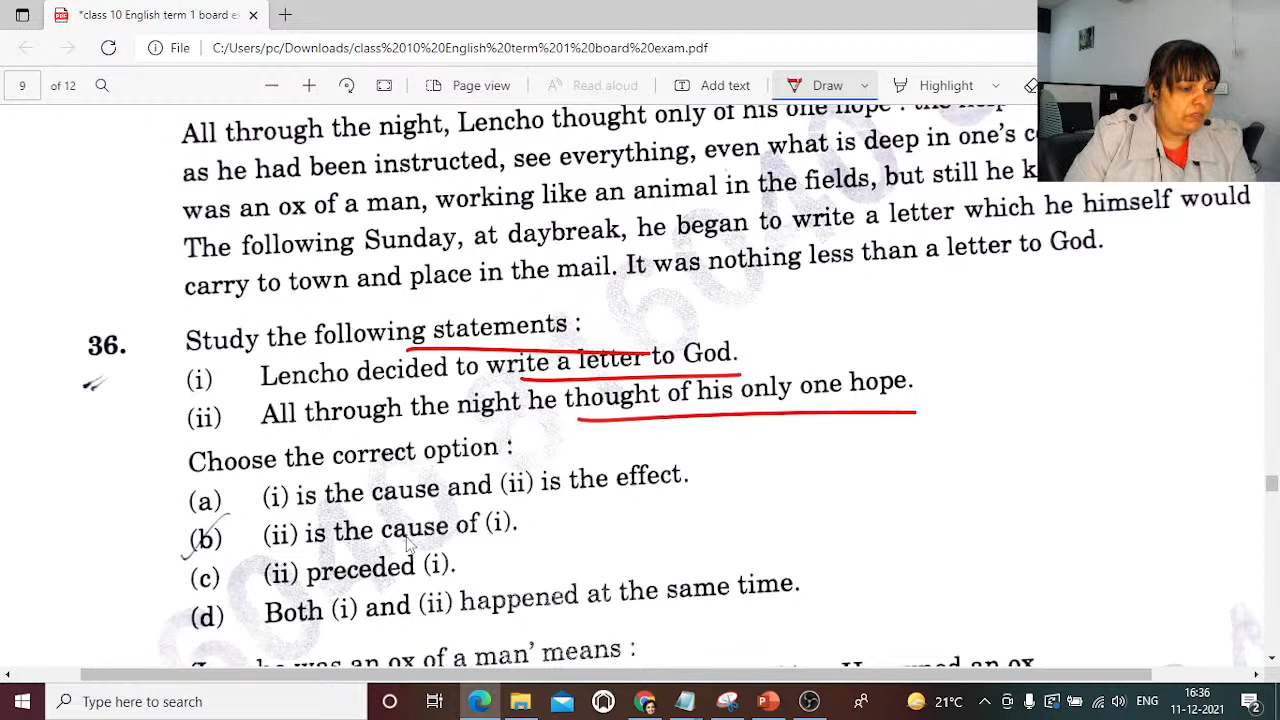 *class 10 English term 1 board e
File
C:/Users/pc/Downloads/class%2010%20English%20term%201%20board%20exam.pdf
9 of 12
Page view
Read aloud
Add text
Draw
Highlight
All through the night, Lencho thought only of his one hope : the help
as he had been instructed, see everything, even what is deep in one's
was an ox of a man, working like an animal in the fields, but still he
The following Sunday, at daybreak, he began to write a letter which he himself would
carry to town and place in the mail. It was nothing less than a letter to God.
36. Study the following statements :
(i) Lencho decided to write a letter to God.
(ii) All through the night he thought of his only one hope.
Choose the correct option :
(a) (i) is the cause and (ii) is the effect.
(b) (ii) is the cause of (i).
(c) (ii) preceded (i).
(d) Both (i) and (ii) happened at the same time.
he was an ox of a man' means :
an ox
Type here to search
21°C
ENG
16:36
11-12-2021
2